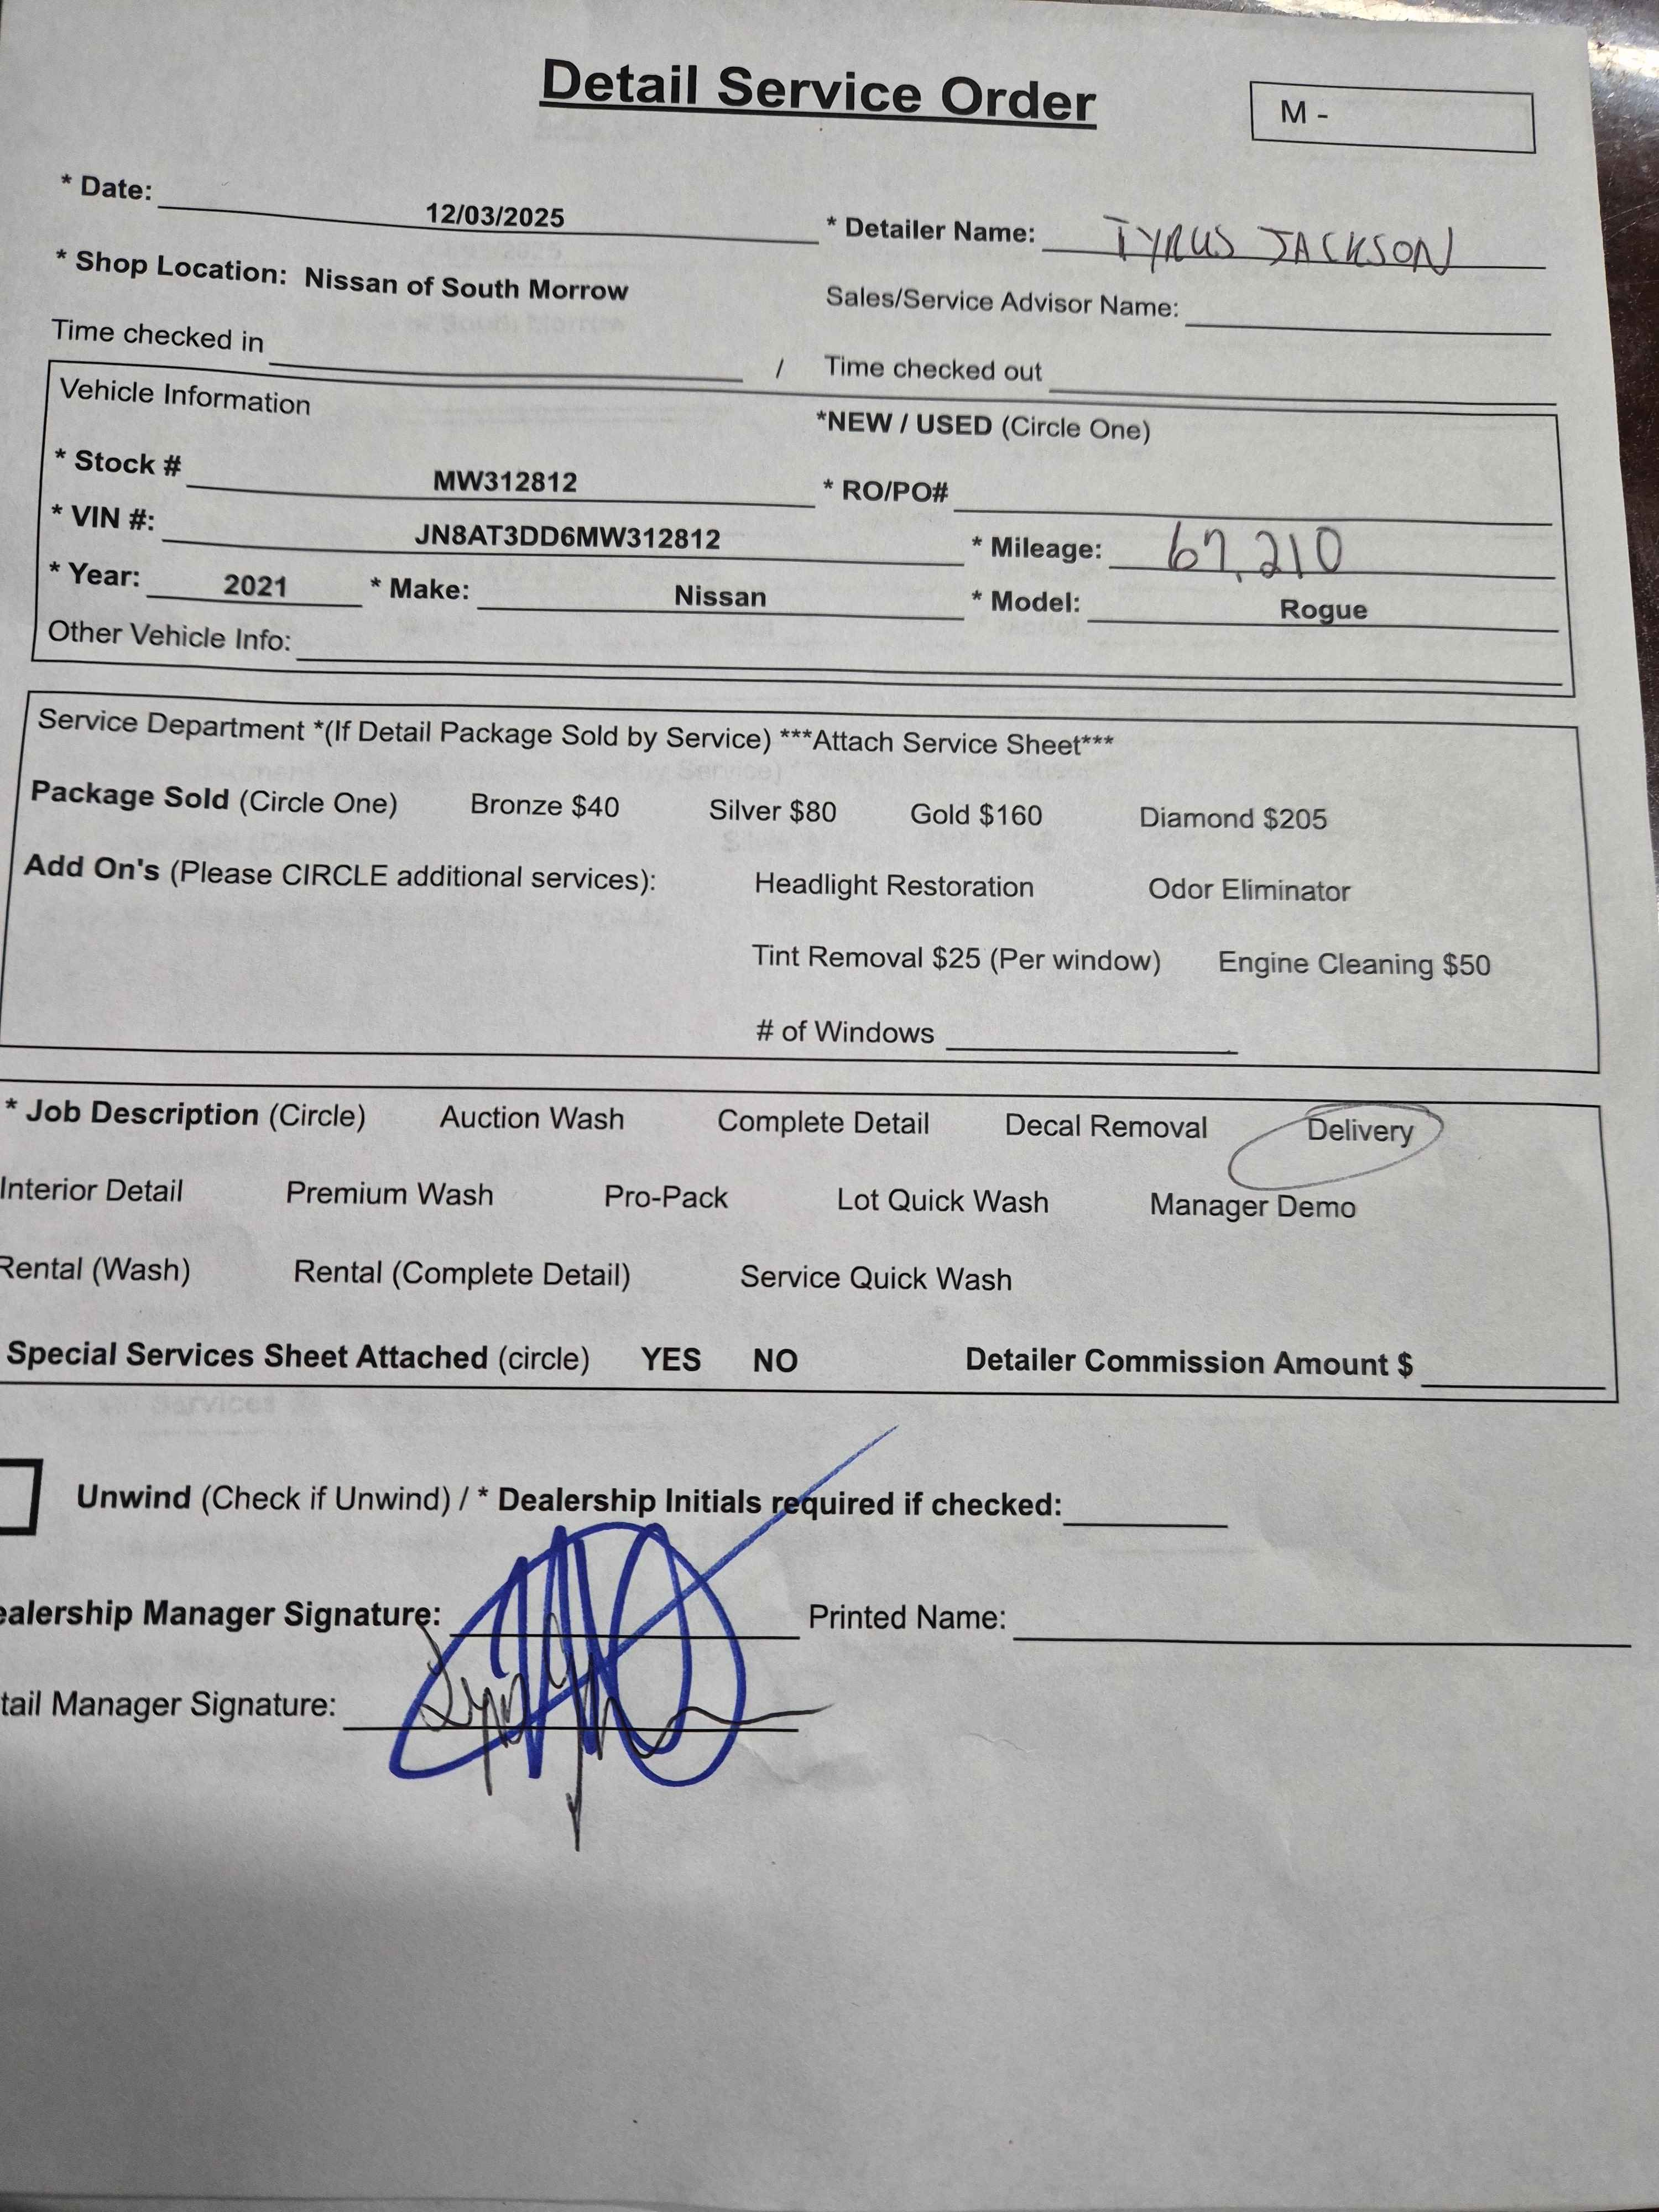 Detail Service Order
M -
* Date: 12/03/2025
* Detailer Name: TYRUS JACKSON
* Shop Location: Nissan of South Morrow
Sales/Service Advisor Name:
Time checked in / Time checked out
Vehicle Information
*NEW / USED (Circle One)
* Stock # MW312812
* RO/PO#
* VIN #: JN8AT3DD6MW312812
* Mileage: 67,210
* Year: 2021 * Make: Nissan * Model: Rogue
Other Vehicle Info:
Service Department *(If Detail Package Sold by Service) ***Attach Service Sheet***
Package Sold (Circle One) Bronze $40 Silver $80 Gold $160 Diamond $205
Add On's (Please CIRCLE additional services): Headlight Restoration Odor Eliminator
Tint Removal $25 (Per window) Engine Cleaning $50
# of Windows
* Job Description (Circle) Auction Wash Complete Detail Decal Removal Delivery
Interior Detail Premium Wash Pro-Pack Lot Quick Wash Manager Demo
Rental (Wash) Rental (Complete Detail) Service Quick Wash
Special Services Sheet Attached (circle) YES NO Detailer Commission Amount $
Unwind (Check if Unwind) / * Dealership Initials required if checked:
ealership Manager Signature: Printed Name:
tail Manager Signature: